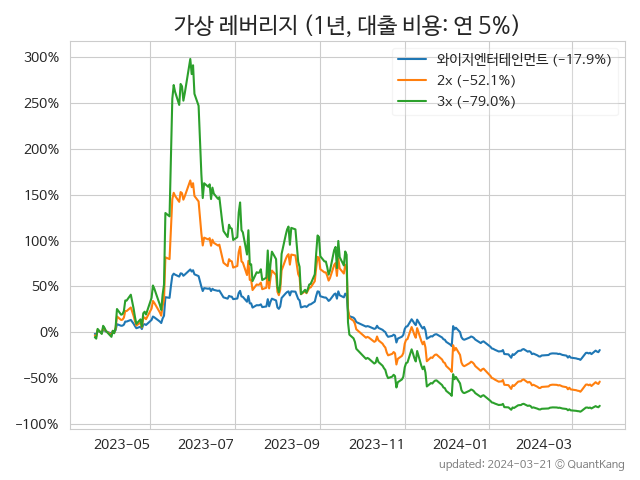 가상 레버리지 (1년, 대출 비용: 연 5%)
와이지엔터테인먼트 (−17.9%)
2x (−52.1%)
3x (−79.0%)
300%
250%
200%
150%
100%
50%
0%
−50%
−100%
2023-05 2023-07 2023-09 2023-11 2024-01 2024-03
updated: 2024-03-21 © QuantKang